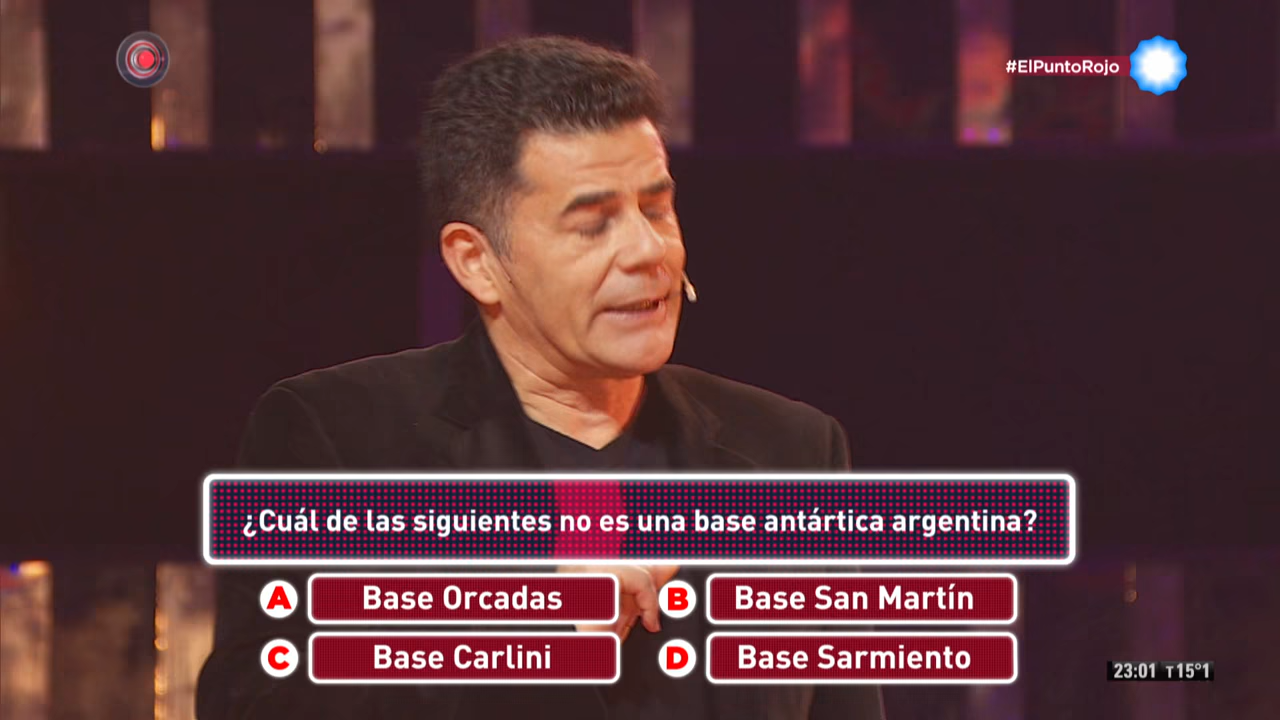 #ElPuntoRojo
¿Cuál de las siguientes no es una base antártica argentina?
A Base Orcadas
B Base San Martín
C Base Carlini
D Base Sarmiento
23:01 T15°1